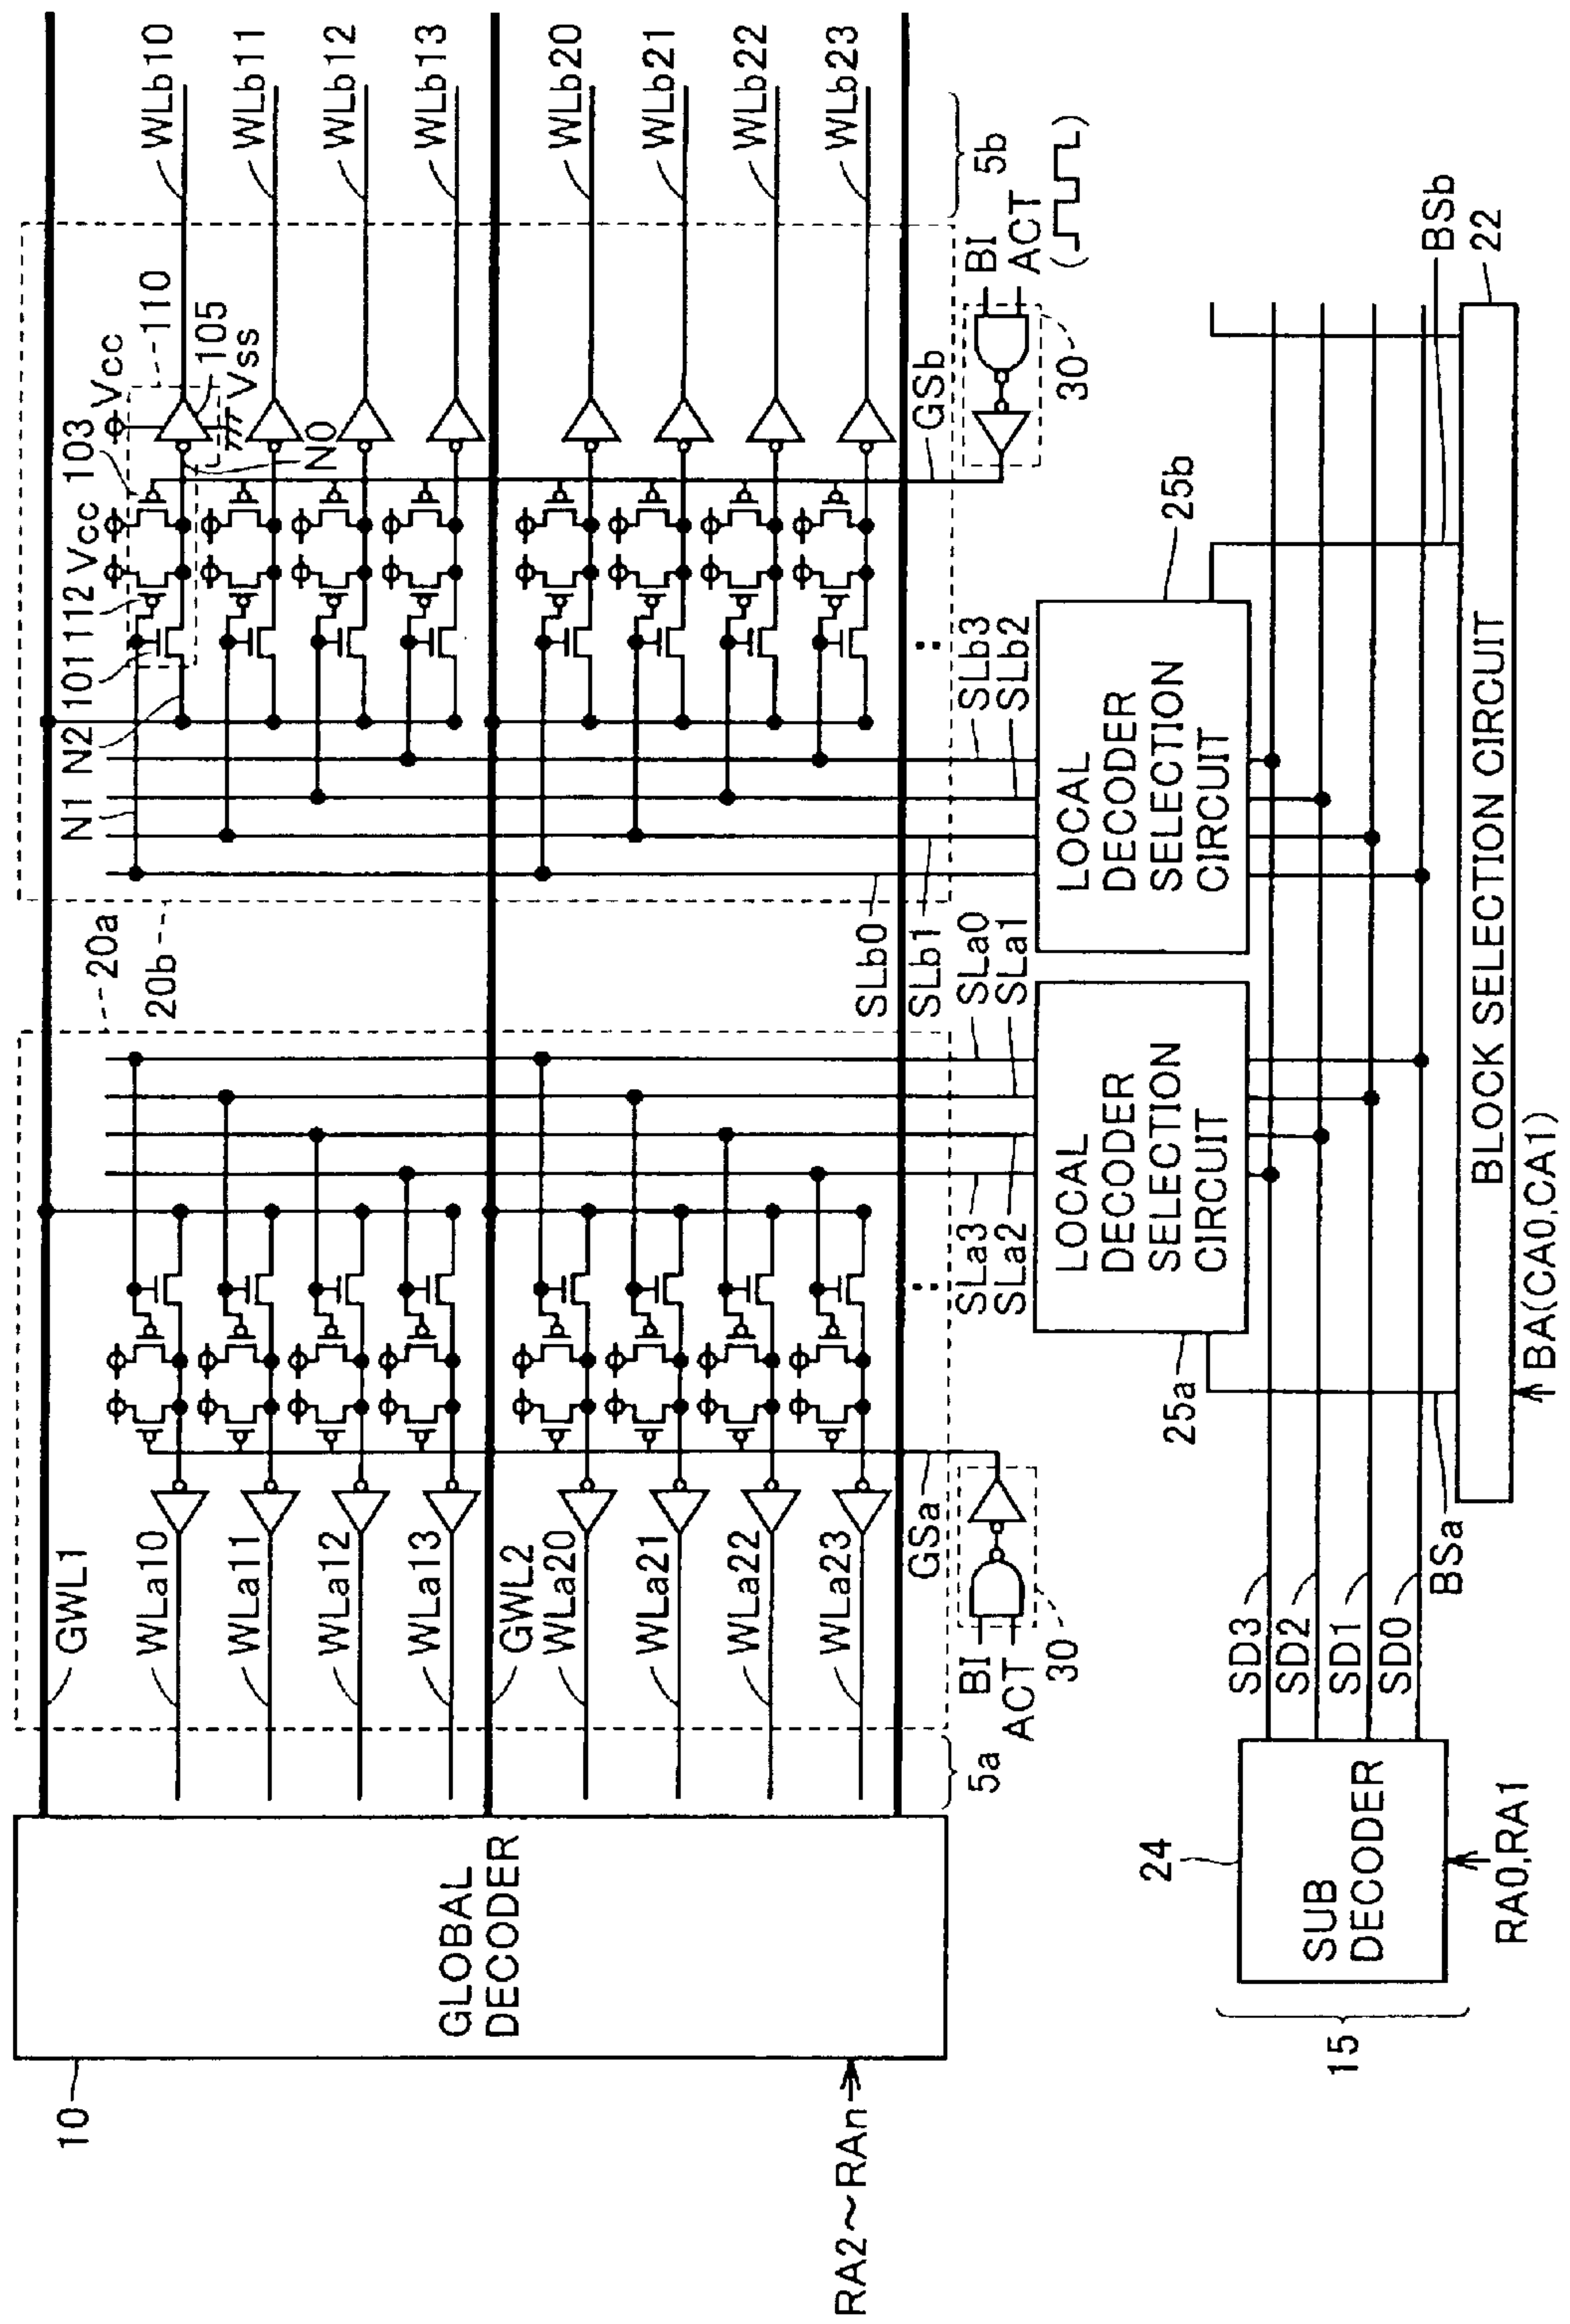 GWL1
WLa10
WLa11
WLa12
WLa13
GWL2
WLa20
WLa21
WLa22
WLa23
5a
10
GLOBAL
DECODER
RA2~RAn
20a
20b
N1
N2
101
112
Vcc
103
Vcc
110
105
Vss
N0
WLb10
WLb11
WLb12
WLb13
WLb20
WLb21
WLb22
WLb23
5b
GSa
BI
ACT
30
GSb
BI
ACT
( )
30
SLa3
SLa2
SLa0
SLa1
SLb0
SLb1
SLb3
SLb2
25a
LOCAL
DECODER
SELECTION
CIRCUIT
25b
LOCAL
DECODER
SELECTION
CIRCUIT
24
SUB
DECODER
RA0,RA1
15
SD3
SD2
SD1
SD0
BSa
BSb
22
BLOCK SELECTION CIRCUIT
BA(CA0,CA1)